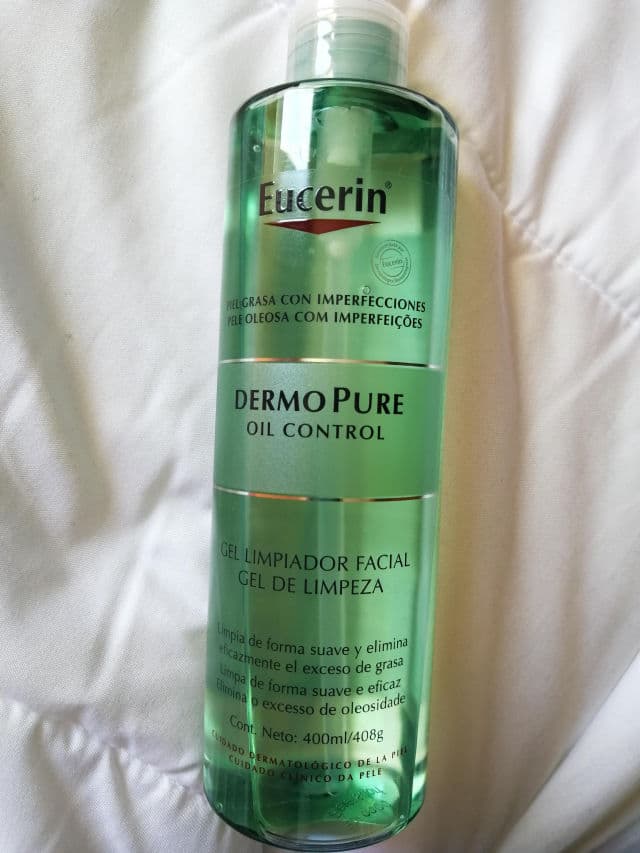 Eucerin®
Eucerin
PIEL GRASA CON IMPERFECCIONES
PELE OLEOSA COM IMPERFEIÇÕES
DERMO PURE
OIL CONTROL
GEL LIMPIADOR FACIAL
GEL DE LIMPEZA
Limpia de forma suave y elimina
eficazmente el exceso de grasa
Limpa de forma suave e eficaz
Elimina o excesso de oleosidade
Cont. Neto: 400ml/408g
CUIDADO DERMATOLÓGICO DE LA PIEL
CUIDADO CLÍNICO DA PELE